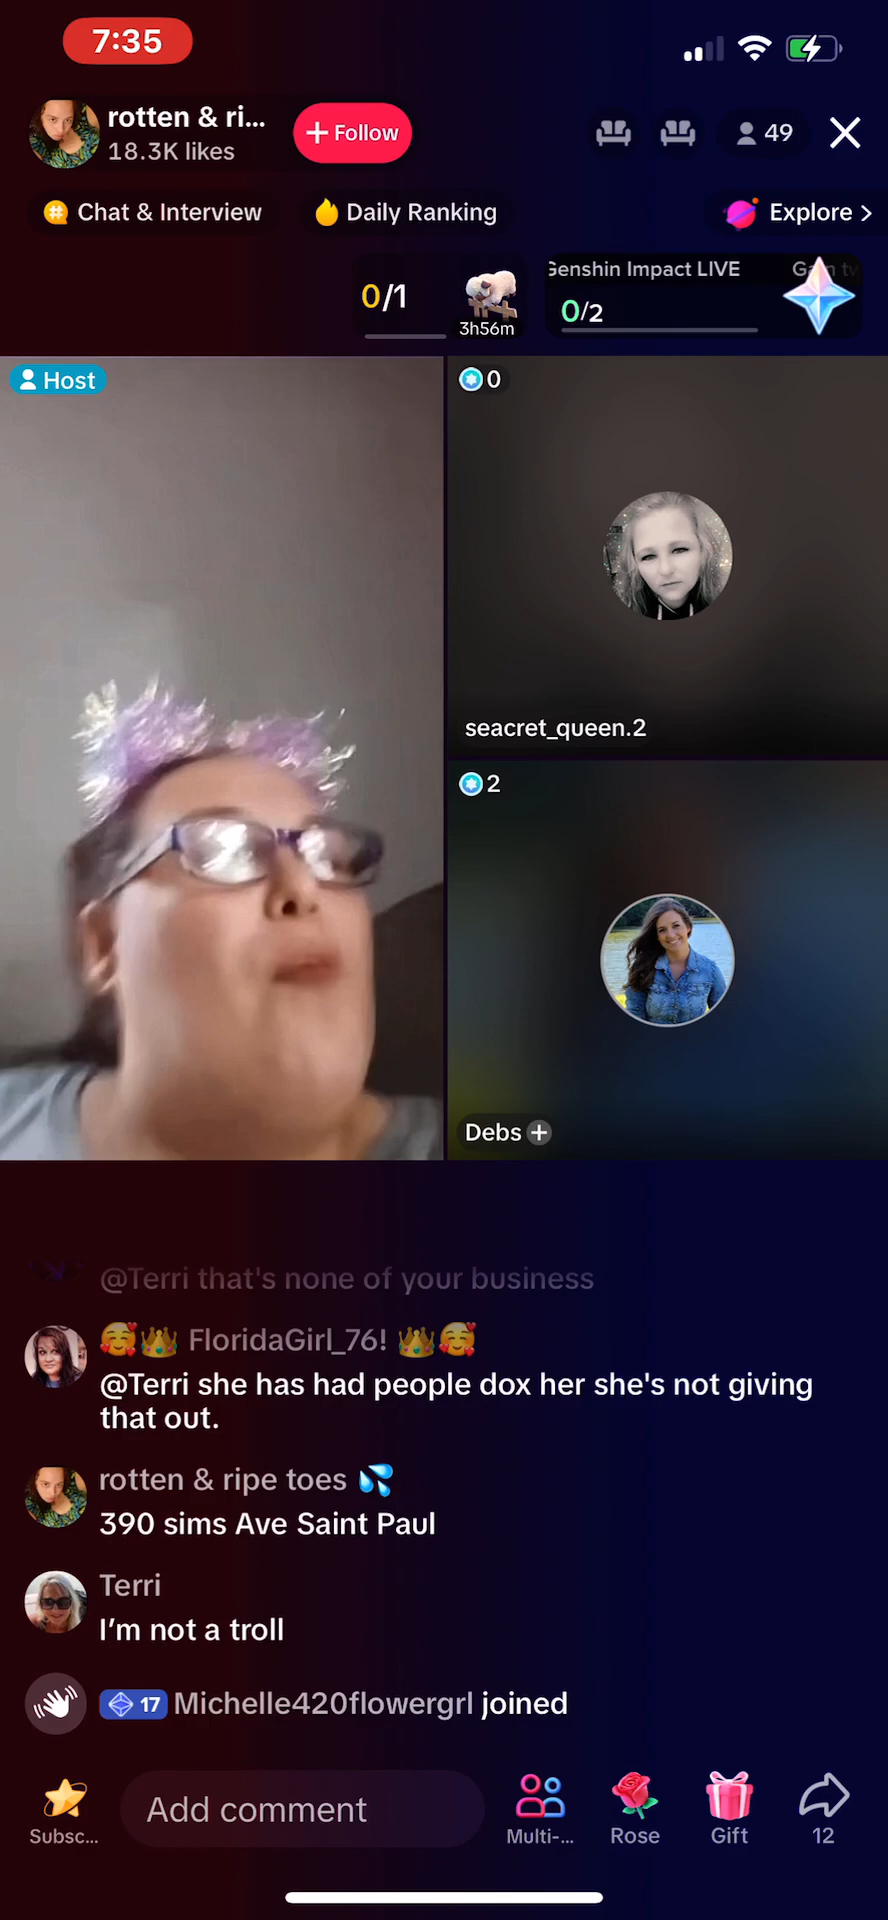 7:35
rotten & ri...
18.3K likes
+ Follow
49
Chat & Interview
Daily Ranking
Explore >
0/1
3h56m
Genshin Impact LIVE
0/2
Host
0
seacret_queen.2
2
Debs +
@Terri that's none of your business
🥰👑 FloridaGirl_76! 👑🥰
@Terri she has had people dox her she's not giving
that out.
rotten & ripe toes 💦
390 sims Ave Saint Paul
Terri
I'm not a troll
17 Michelle420flowergrl joined
Subsc...
Add comment
Multi-...
Rose
Gift
12